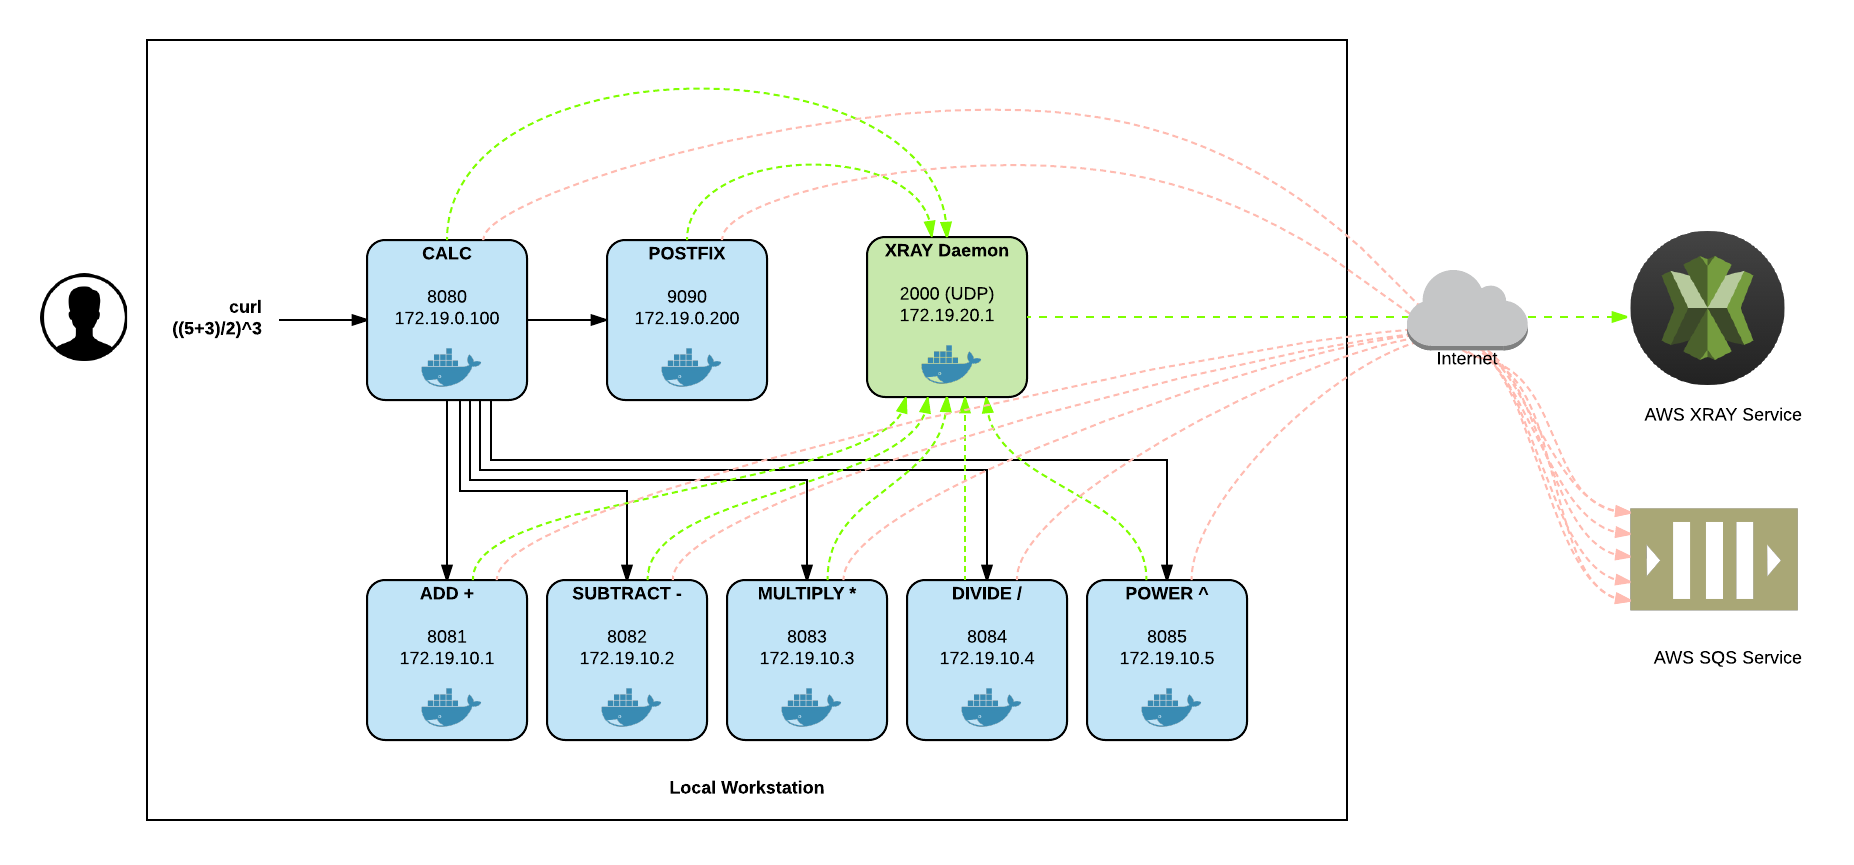 curl
((5+3)/2)^3
CALC
8080
172.19.0.100
POSTFIX
9090
172.19.0.200
XRAY Daemon
2000 (UDP)
172.19.20.1
Internet
AWS XRAY Service
ADD +
8081
172.19.10.1
SUBTRACT -
8082
172.19.10.2
MULTIPLY *
8083
172.19.10.3
DIVIDE /
8084
172.19.10.4
POWER ^
8085
172.19.10.5
AWS SQS Service
Local Workstation